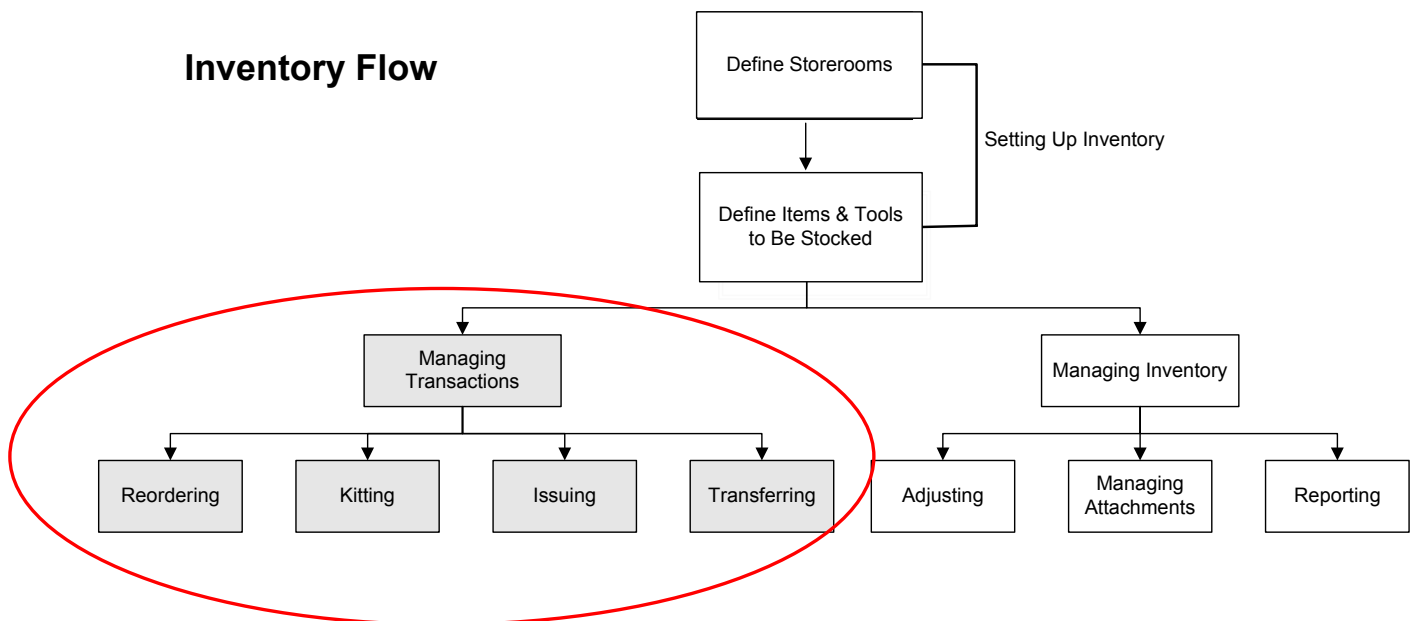 Inventory Flow
Define Storerooms
Setting Up Inventory
Define Items & Tools
to Be Stocked
Managing
Transactions
Managing Inventory
Reordering
Kitting
Issuing
Transferring
Adjusting
Managing
Attachments
Reporting